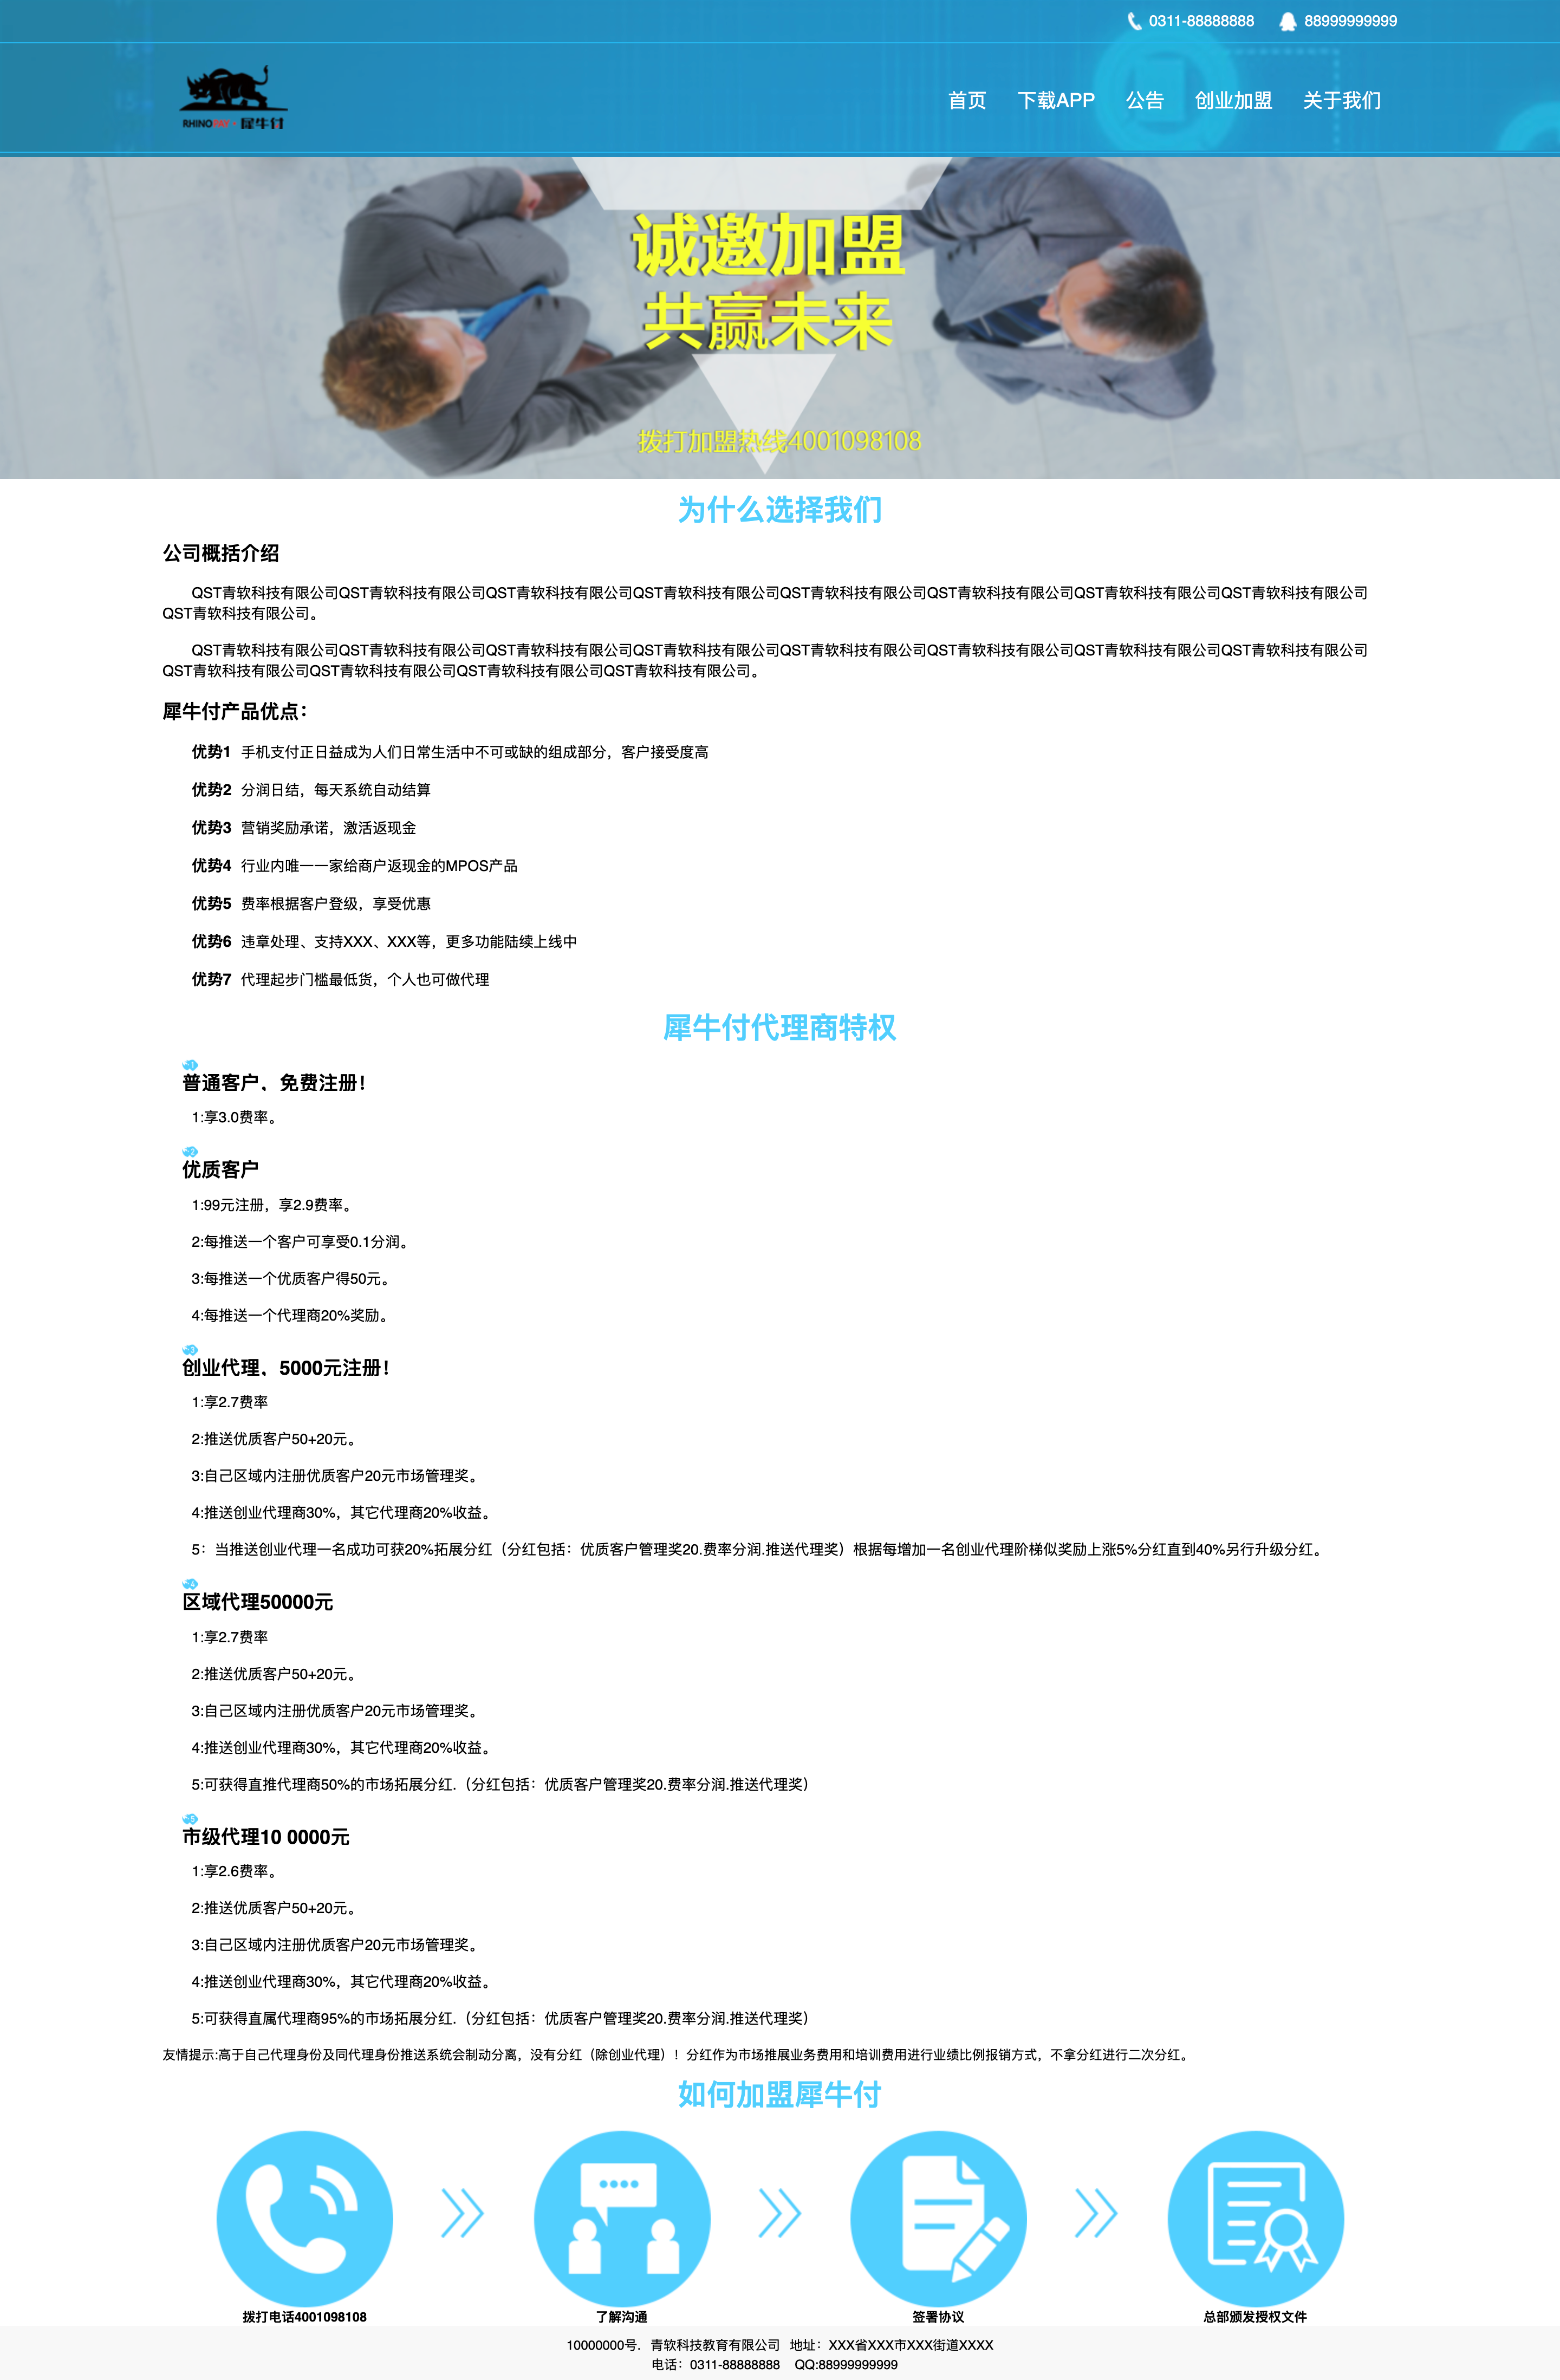 0311-88888888 88999999999
RHINO PAY · 犀牛付
首页 下载APP 公告 创业加盟 关于我们
诚邀加盟
共赢未来
拨打加盟热线4001098108
为什么选择我们
公司概括介绍
QST青软科技有限公司QST青软科技有限公司QST青软科技有限公司QST青软科技有限公司QST青软科技有限公司QST青软科技有限公司QST青软科技有限公司QST青软科技有限公司
QST青软科技有限公司。
QST青软科技有限公司QST青软科技有限公司QST青软科技有限公司QST青软科技有限公司QST青软科技有限公司QST青软科技有限公司QST青软科技有限公司QST青软科技有限公司
QST青软科技有限公司QST青软科技有限公司QST青软科技有限公司QST青软科技有限公司。
犀牛付产品优点：
优势1 手机支付正日益成为人们日常生活中不可或缺的组成部分，客户接受度高
优势2 分润日结，每天系统自动结算
优势3 营销奖励承诺，激活返现金
优势4 行业内唯一一家给商户返现金的MPOS产品
优势5 费率根据客户登级，享受优惠
优势6 违章处理、支持XXX、XXX等，更多功能陆续上线中
优势7 代理起步门槛最低货，个人也可做代理
犀牛付代理商特权
1
普通客户，免费注册！
1:享3.0费率。
2
优质客户
1:99元注册，享2.9费率。
2:每推送一个客户可享受0.1分润。
3:每推送一个优质客户得50元。
4:每推送一个代理商20%奖励。
3
创业代理，5000元注册！
1:享2.7费率
2:推送优质客户50+20元。
3:自己区域内注册优质客户20元市场管理奖。
4:推送创业代理商30%，其它代理商20%收益。
5：当推送创业代理一名成功可获20%拓展分红（分红包括：优质客户管理奖20.费率分润.推送代理奖）根据每增加一名创业代理阶梯似奖励上涨5%分红直到40%另行升级分红。
4
区域代理50000元
1:享2.7费率
2:推送优质客户50+20元。
3:自己区域内注册优质客户20元市场管理奖。
4:推送创业代理商30%，其它代理商20%收益。
5:可获得直推代理商50%的市场拓展分红.（分红包括：优质客户管理奖20.费率分润.推送代理奖）
5
市级代理10 0000元
1:享2.6费率。
2:推送优质客户50+20元。
3:自己区域内注册优质客户20元市场管理奖。
4:推送创业代理商30%，其它代理商20%收益。
5:可获得直属代理商95%的市场拓展分红.（分红包括：优质客户管理奖20.费率分润.推送代理奖）
友情提示:高于自己代理身份及同代理身份推送系统会制动分离，没有分红（除创业代理）！分红作为市场推展业务费用和培训费用进行业绩比例报销方式，不拿分红进行二次分红。
如何加盟犀牛付
拨打电话4001098108 了解沟通 签署协议 总部颁发授权文件
10000000号. 青软科技教育有限公司 地址：XXX省XXX市XXX街道XXXX
电话：0311-88888888 QQ:88999999999